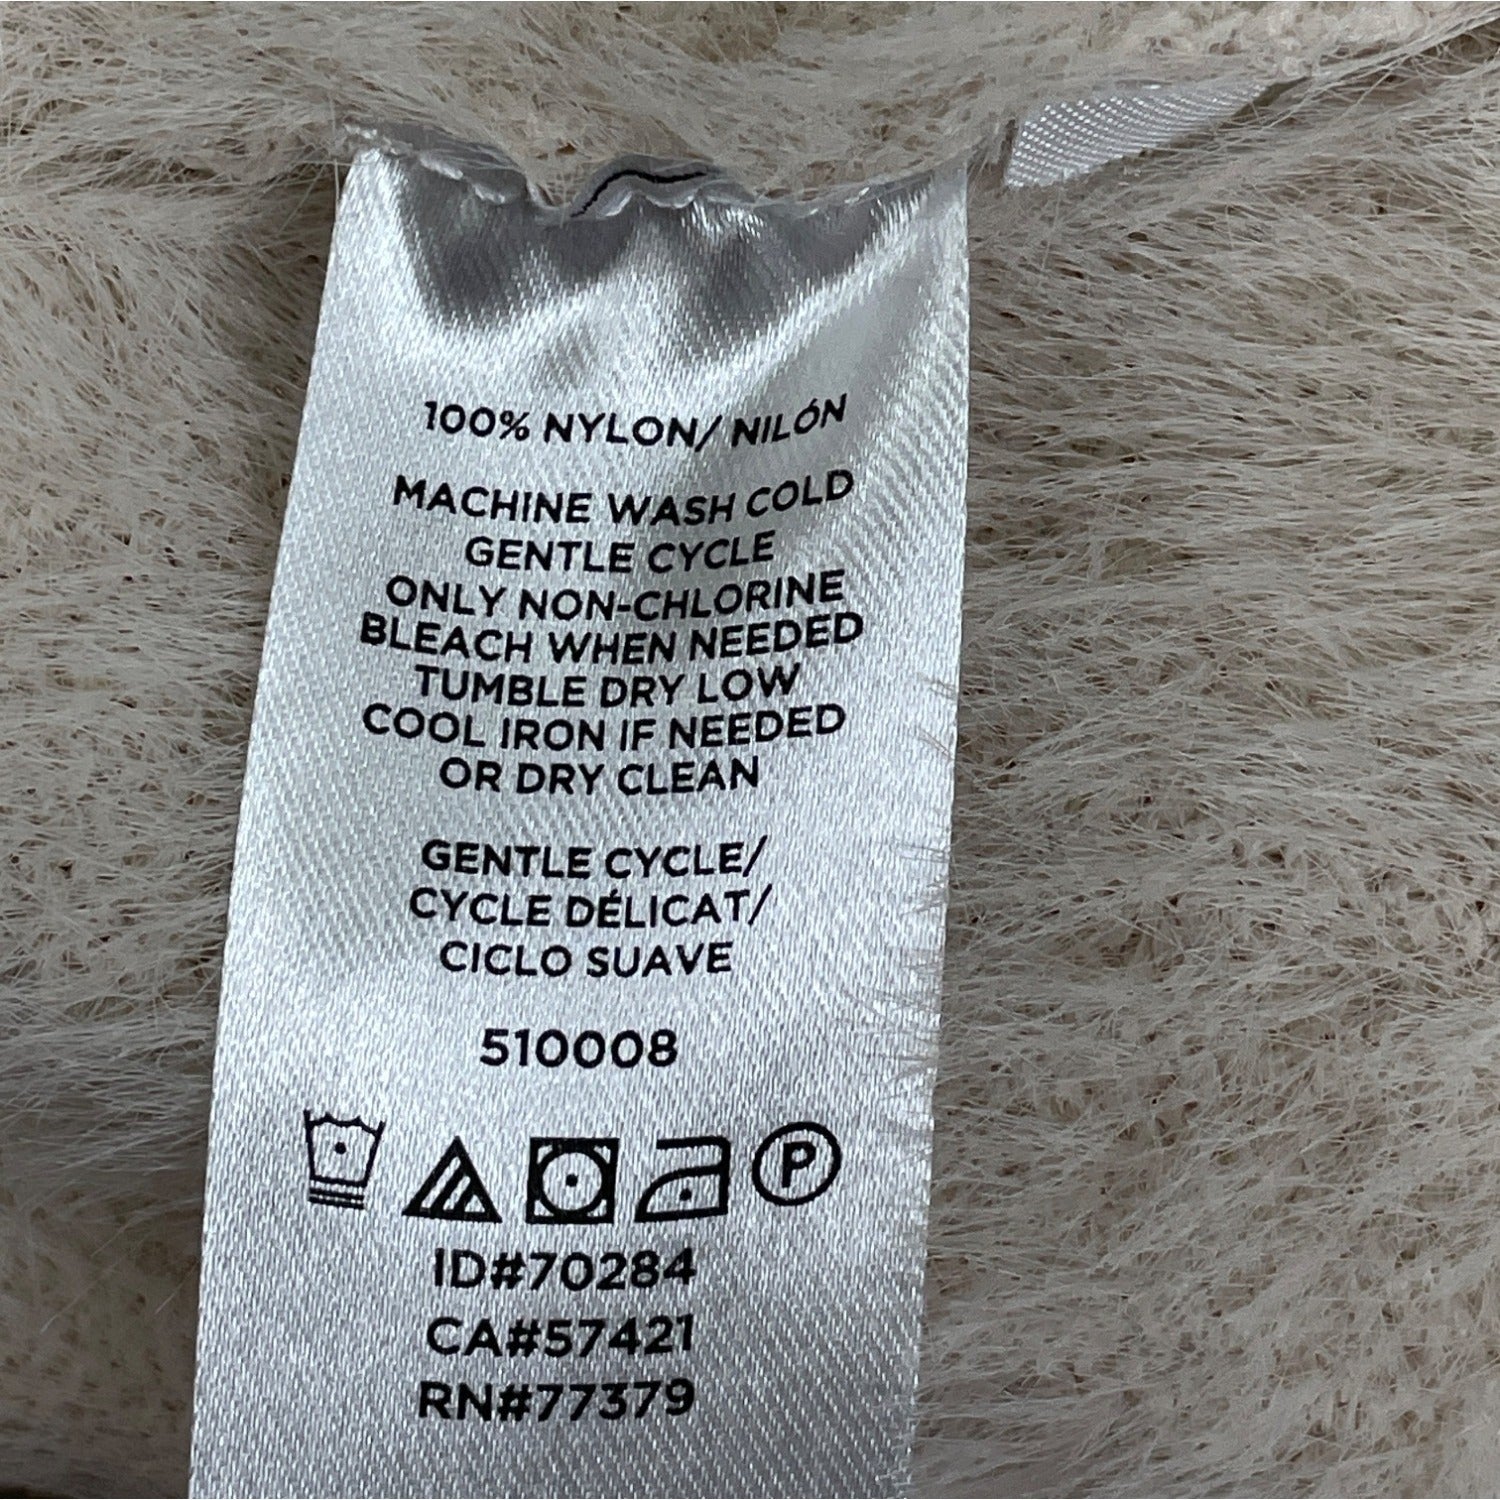 100% NYLON/ NILÓN
MACHINE WASH COLD
GENTLE CYCLE
ONLY NON-CHLORINE
BLEACH WHEN NEEDED
TUMBLE DRY LOW
COOL IRON IF NEEDED
OR DRY CLEAN
GENTLE CYCLE/
CYCLE DÉLICAT/
CICLO SUAVE
510008
P
ID#70284
CA#57421
RN#77379